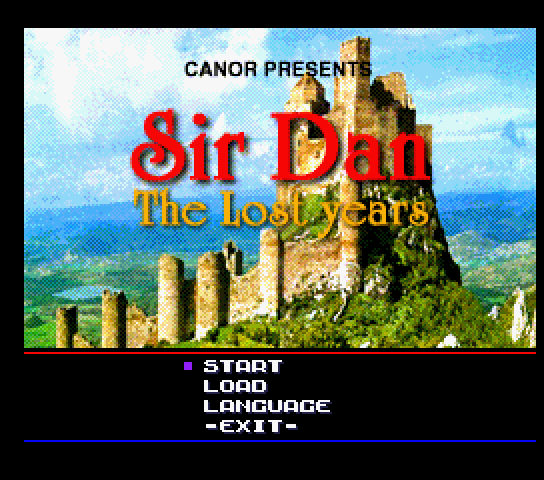 CANOR PRESENTS
Sir Dan
The Lost years
START
LOAD
LANGUAGE
-EXIT-